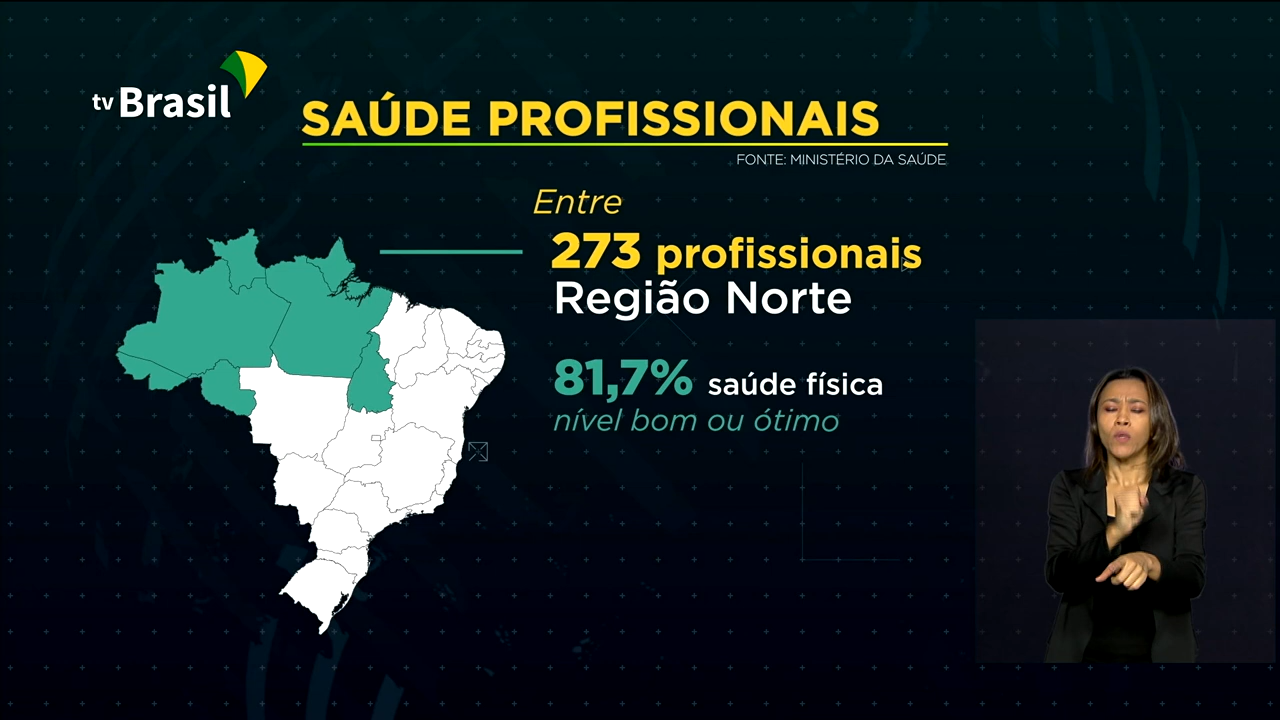 tv Brasil
SAÚDE PROFISSIONAIS
FONTE: MINISTÉRIO DA SAÚDE
Entre
273 profissionais
Região Norte
81,7% saúde física
nível bom ou ótimo